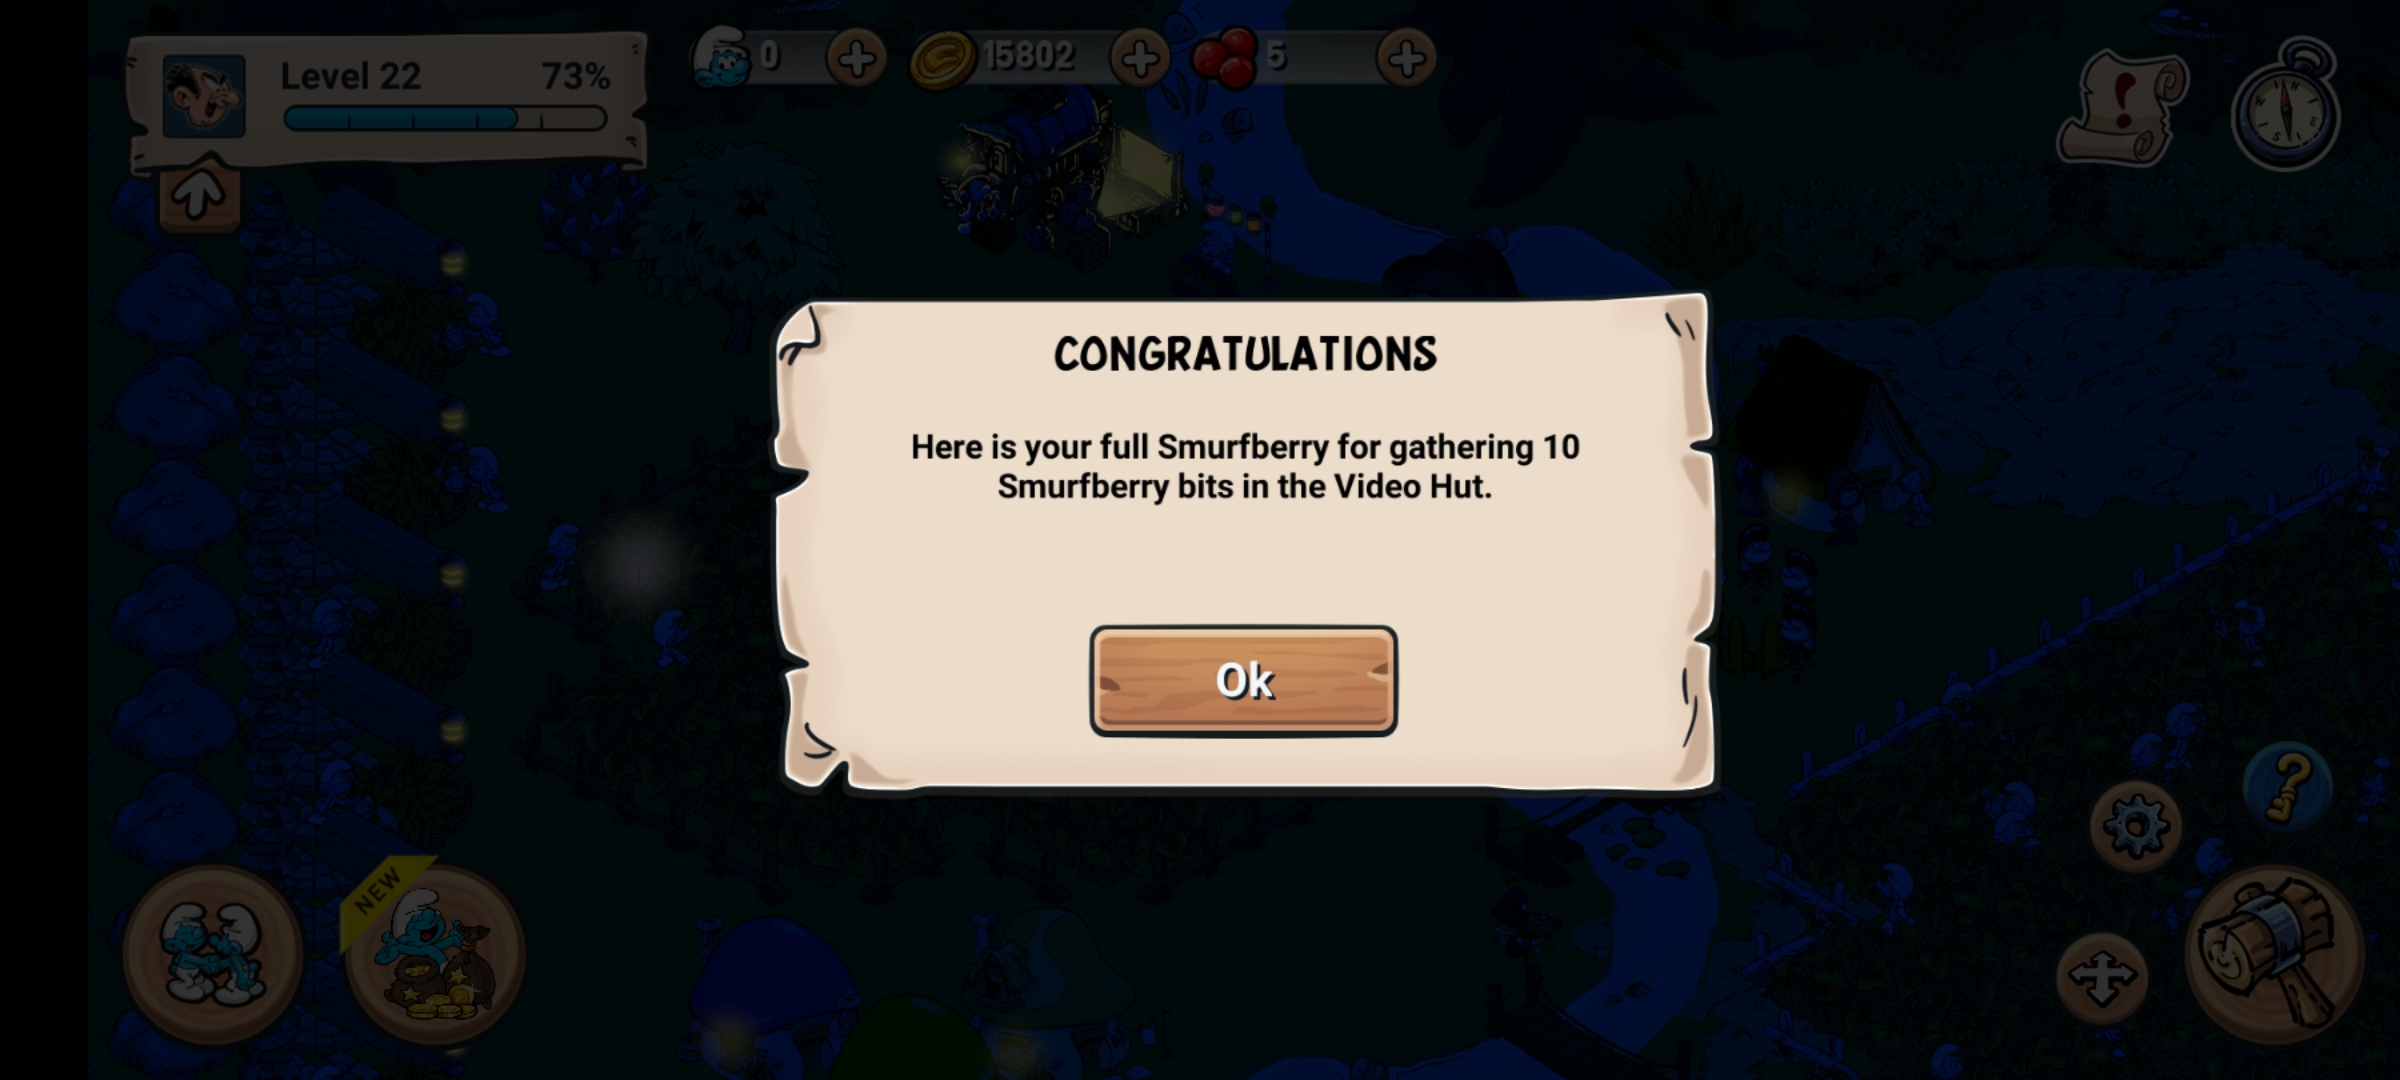 Level 22
73%
0
15802
5
CONGRATULATIONS
Here is your full Smurfberry for gathering 10
Smurfberry bits in the Video Hut.
Ok
NEW